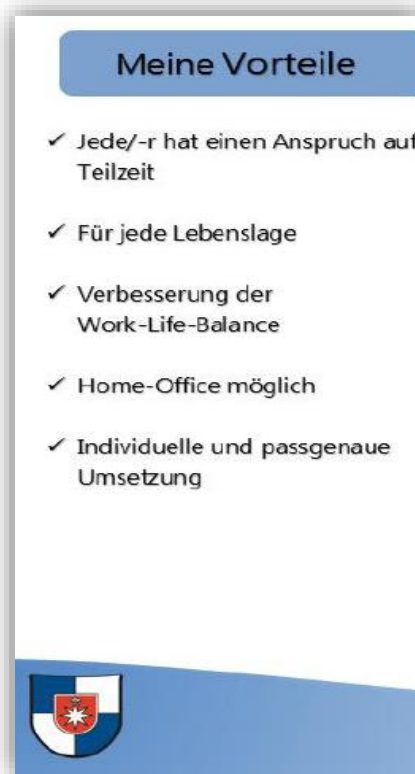 Meine Vorteile
✓ Jede/-r hat einen Anspruch auf
Teilzeit
✓ Für jede Lebenslage
✓ Verbesserung der
Work-Life-Balance
✓ Home-Office möglich
✓ Individuelle und passgenaue
Umsetzung